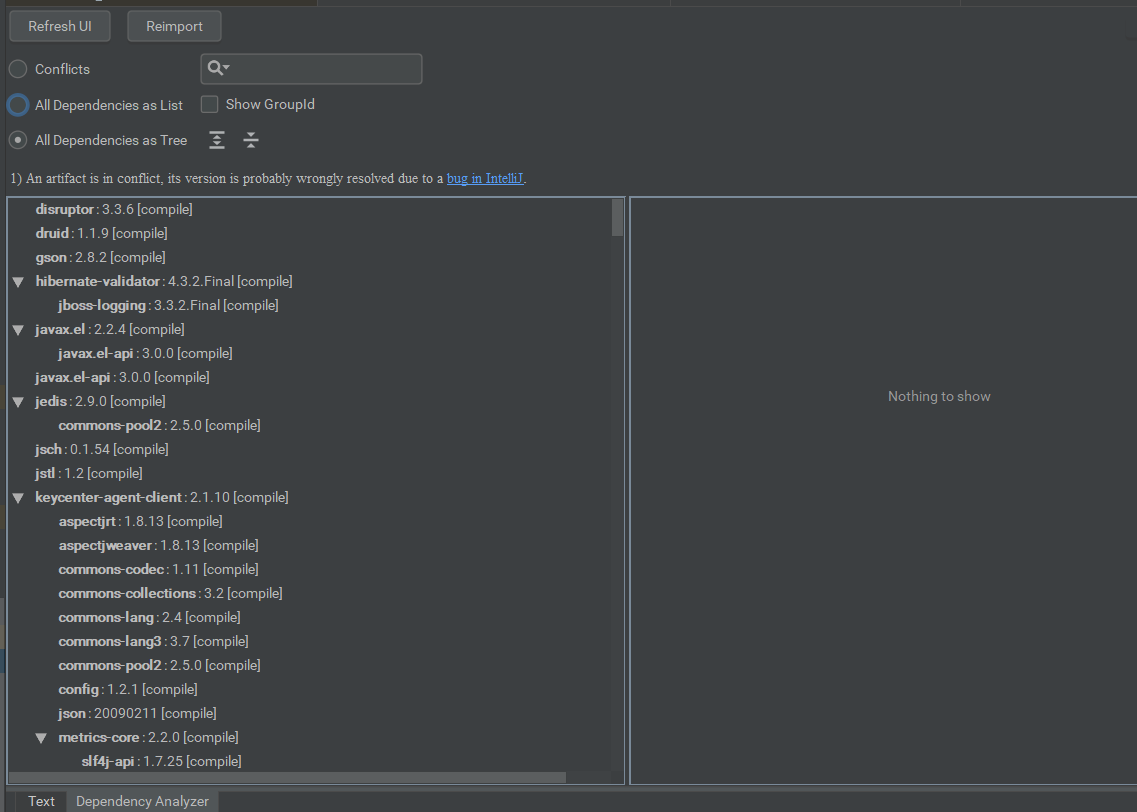 Refresh UI Reimport
Conflicts
All Dependencies as List Show GroupId
All Dependencies as Tree
1) An artifact is in conflict, its version is probably wrongly resolved due to a bug in IntelliJ.
disruptor : 3.3.6 [compile]
druid : 1.1.9 [compile]
gson : 2.8.2 [compile]
hibernate-validator : 4.3.2.Final [compile]
jboss-logging : 3.3.2.Final [compile]
javax.el : 2.2.4 [compile]
javax.el-api : 3.0.0 [compile]
javax.el-api : 3.0.0 [compile]
jedis : 2.9.0 [compile]
commons-pool2 : 2.5.0 [compile]
jsch : 0.1.54 [compile]
jstl : 1.2 [compile]
keycenter-agent-client : 2.1.10 [compile]
aspectjrt : 1.8.13 [compile]
aspectjweaver : 1.8.13 [compile]
commons-codec : 1.11 [compile]
commons-collections : 3.2 [compile]
commons-lang : 2.4 [compile]
commons-lang3 : 3.7 [compile]
commons-pool2 : 2.5.0 [compile]
config : 1.2.1 [compile]
json : 20090211 [compile]
metrics-core : 2.2.0 [compile]
slf4j-api : 1.7.25 [compile]
Nothing to show
Text Dependency Analyzer